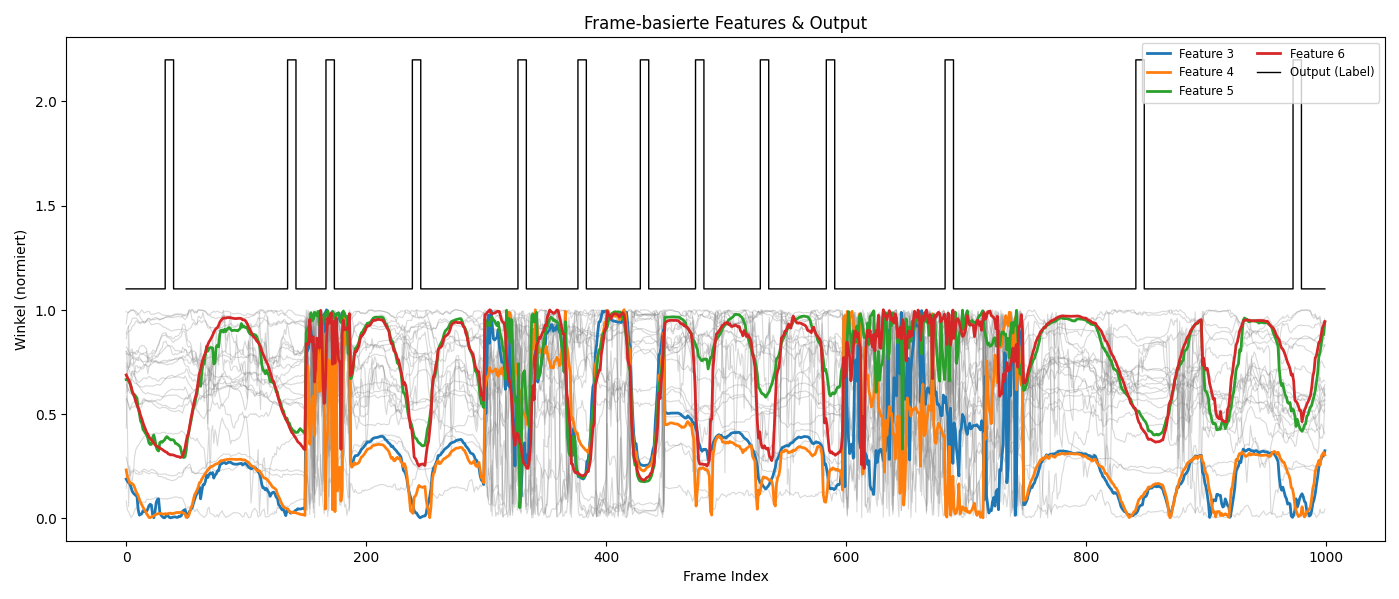 Frame-basierte Features & Output
Feature 3
Feature 4
Feature 5
Feature 6
Output (Label)
Winkel (normiert)
2.0
1.5
1.0
0.5
0.0
0
200
400
600
800
1000
Frame Index